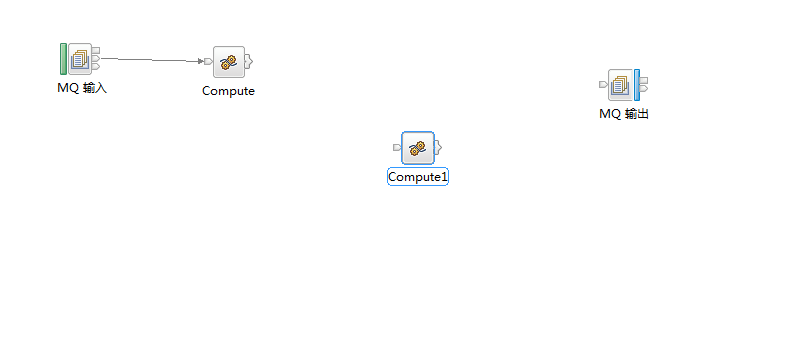 MQ 输入
Compute
MQ 输出
Compute1